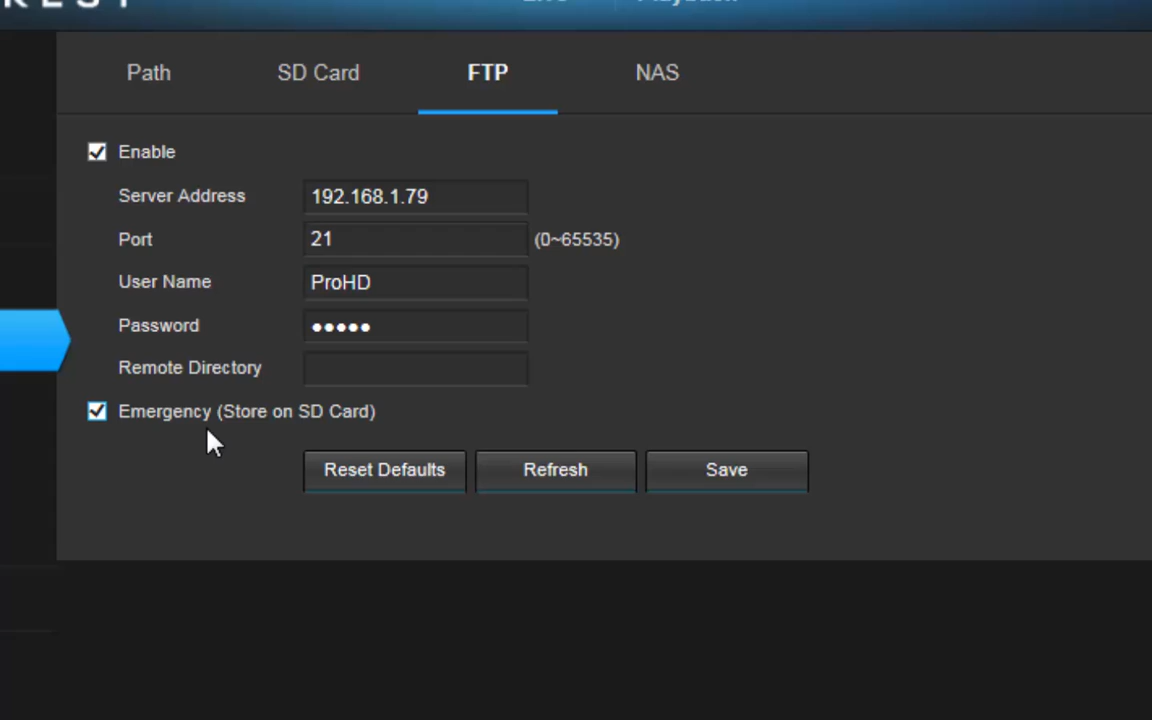 Path SD Card FTP NAS
Enable
Server Address 192.168.1.79
Port 21 (0~65535)
User Name ProHD
Password •••••
Remote Directory
Emergency (Store on SD Card)
Reset Defaults Refresh Save